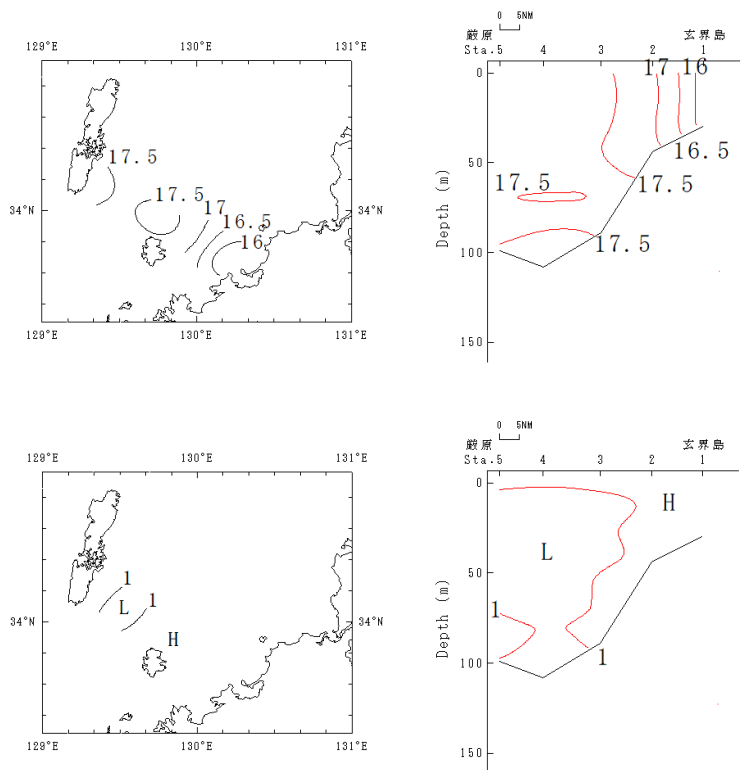 129°E 130°E 131°E
17.5
17.5
17
16.5
16
34°N 34°N
129°E 130°E 131°E
0 5NM
厳原 玄界島
Sta.5 4 3 2 1
17 16
0
16.5
50
17.5 17.5
100
17.5
150
Depth (m)
129°E 130°E 131°E
1
L 1
34°N H 34°N
129°E 130°E 131°E
0 5NM
厳原 玄界島
Sta.5 4 3 2 1
0
H
L
50
1
100
1
150
Depth (m)